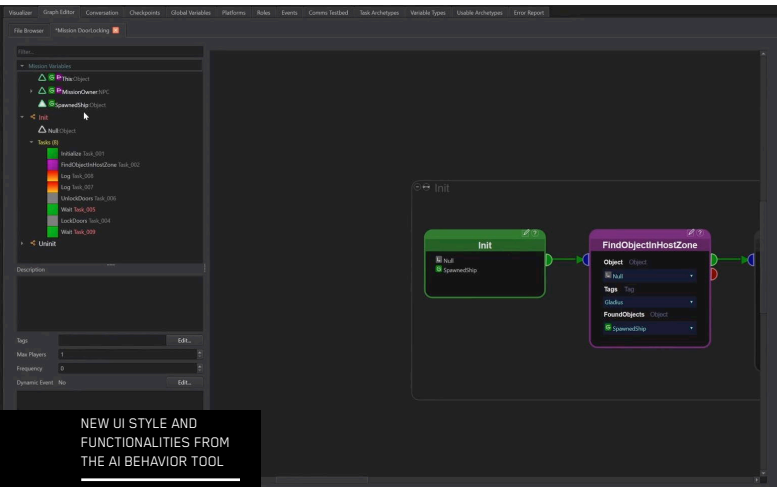 Visualizer Graph Editor Conversation Checkpoints Global Variables Platforms Roles Events Comms Testbed Task Archetypes Variable Types Usable Archetypes Error Report
File Browser *Mission DoorLocking
Filter...
Mission Variables
This:Object
MissionOwner:NPC
SpawnedShip:Object
Init
Null:Object
Tasks (8)
Initialize Task_001
FindObjectInHostZone Task_002
Log Task_008
Log Task_007
UnlockDoors Task_006
Wait Task_005
LockDoors Task_004
Wait Task_009
Uninit
Description
Tags Edit...
Max Players 1
Frequency 0
Dynamic Event No Edit...
Init
Init
Null
SpawnedShip
FindObjectInHostZone
Object Object
Null
Tags Tag
Gladius
FoundObjects Object
SpawnedShip
NEW UI STYLE AND
FUNCTIONALITIES FROM
THE AI BEHAVIOR TOOL